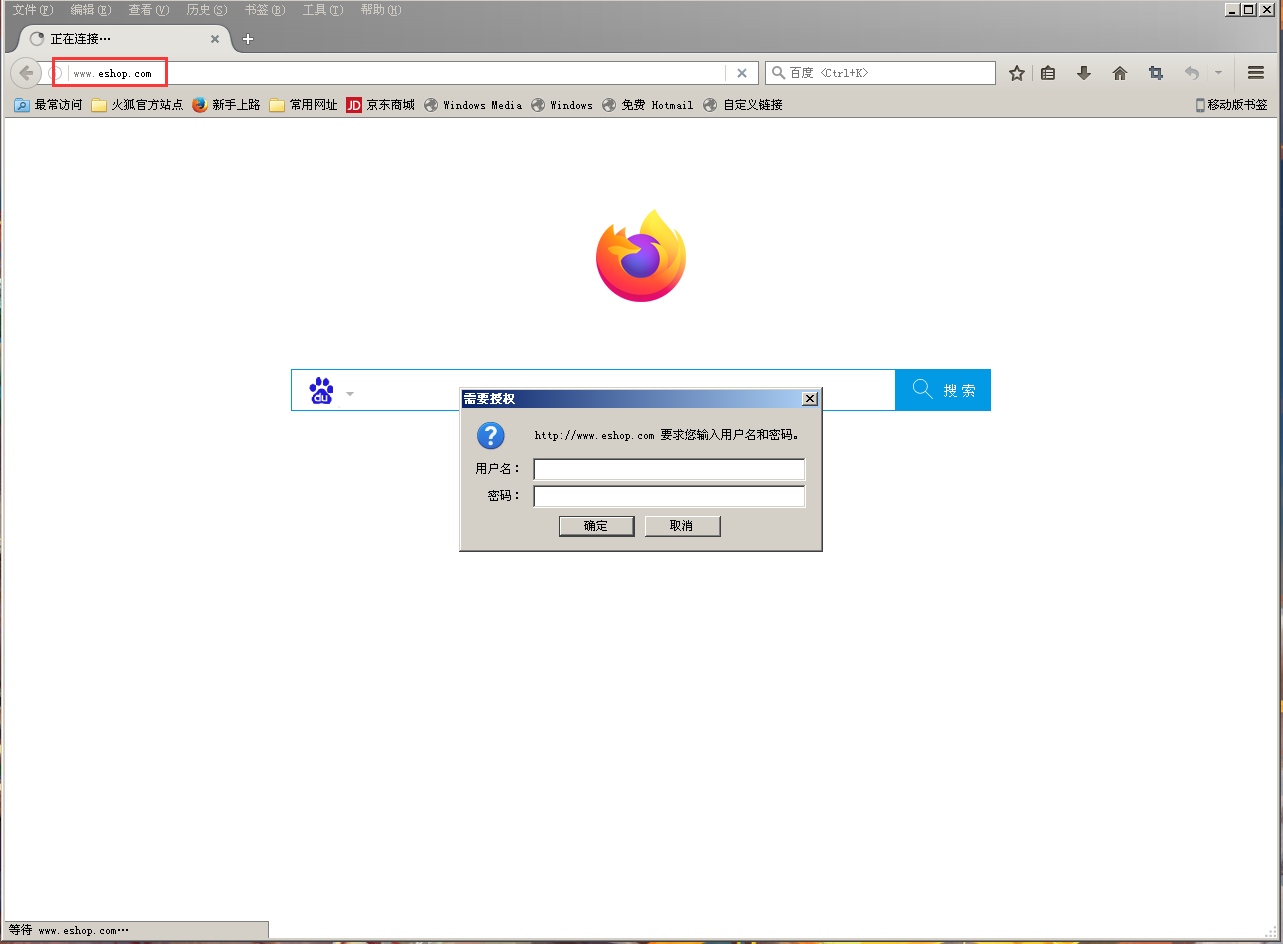 文件(F) 编辑(E) 查看(V) 历史(S) 书签(B) 工具(T) 帮助(H)
正在连接…
www.eshop.com
百度 <Ctrl+K>
最常访问 火狐官方站点 新手上路 常用网址 JD 京东商城 Windows Media Windows 免费 Hotmail 自定义链接 移动版书签
du
搜索
需要授权
http://www.eshop.com 要求您输入用户名和密码。
用户名：
密码：
确定 取消
等待 www.eshop.com…